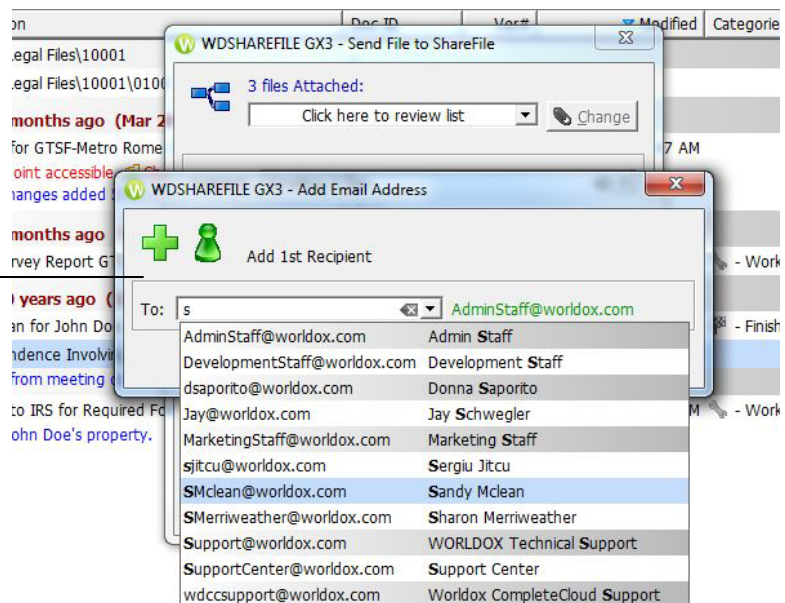 on Doc ID Ver# Modified Categorie
WDSHAREFILE GX3 - Send File to ShareFile
egal Files\10001
3 files Attached:
egal Files\10001\010
Click here to review list Change
months ago (Mar 2
for GTSF-Metro Rome 7 AM
oint accessible
WDSHAREFILE GX3 - Add Email Address
hanges added
months ago
Add 1st Recipient
rvey Report G - Work
years ago (
To: s AdminStaff@worldox.com
an for John Do - Finish
AdminStaff@worldox.com Admin Staff
ndence Involvi
DevelopmentStaff@worldox.com Development Staff
from meeting
dsaporito@worldox.com Donna Saporito
to IRS for Required Fo M - Work
Jay@worldox.com Jay Schwegler
ohn Doe's property.
MarketingStaff@worldox.com Marketing Staff
sjitcu@worldox.com Sergiu Jitcu
SMclean@worldox.com Sandy Mclean
SMerriweather@worldox.com Sharon Merriweather
Support@worldox.com WORLDOX Technical Support
SupportCenter@worldox.com Support Center
wdccsupport@worldox.com Worldox CompleteCloud Support